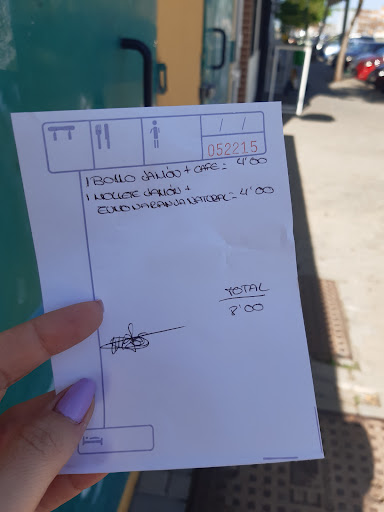 / /
052215
1 BOLLO JAMÓN + CAFE = 4'00
1 MOLLETE JAMÓN +
ZUMO NARANJA NATURAL = 4'00
TOTAL
8'00